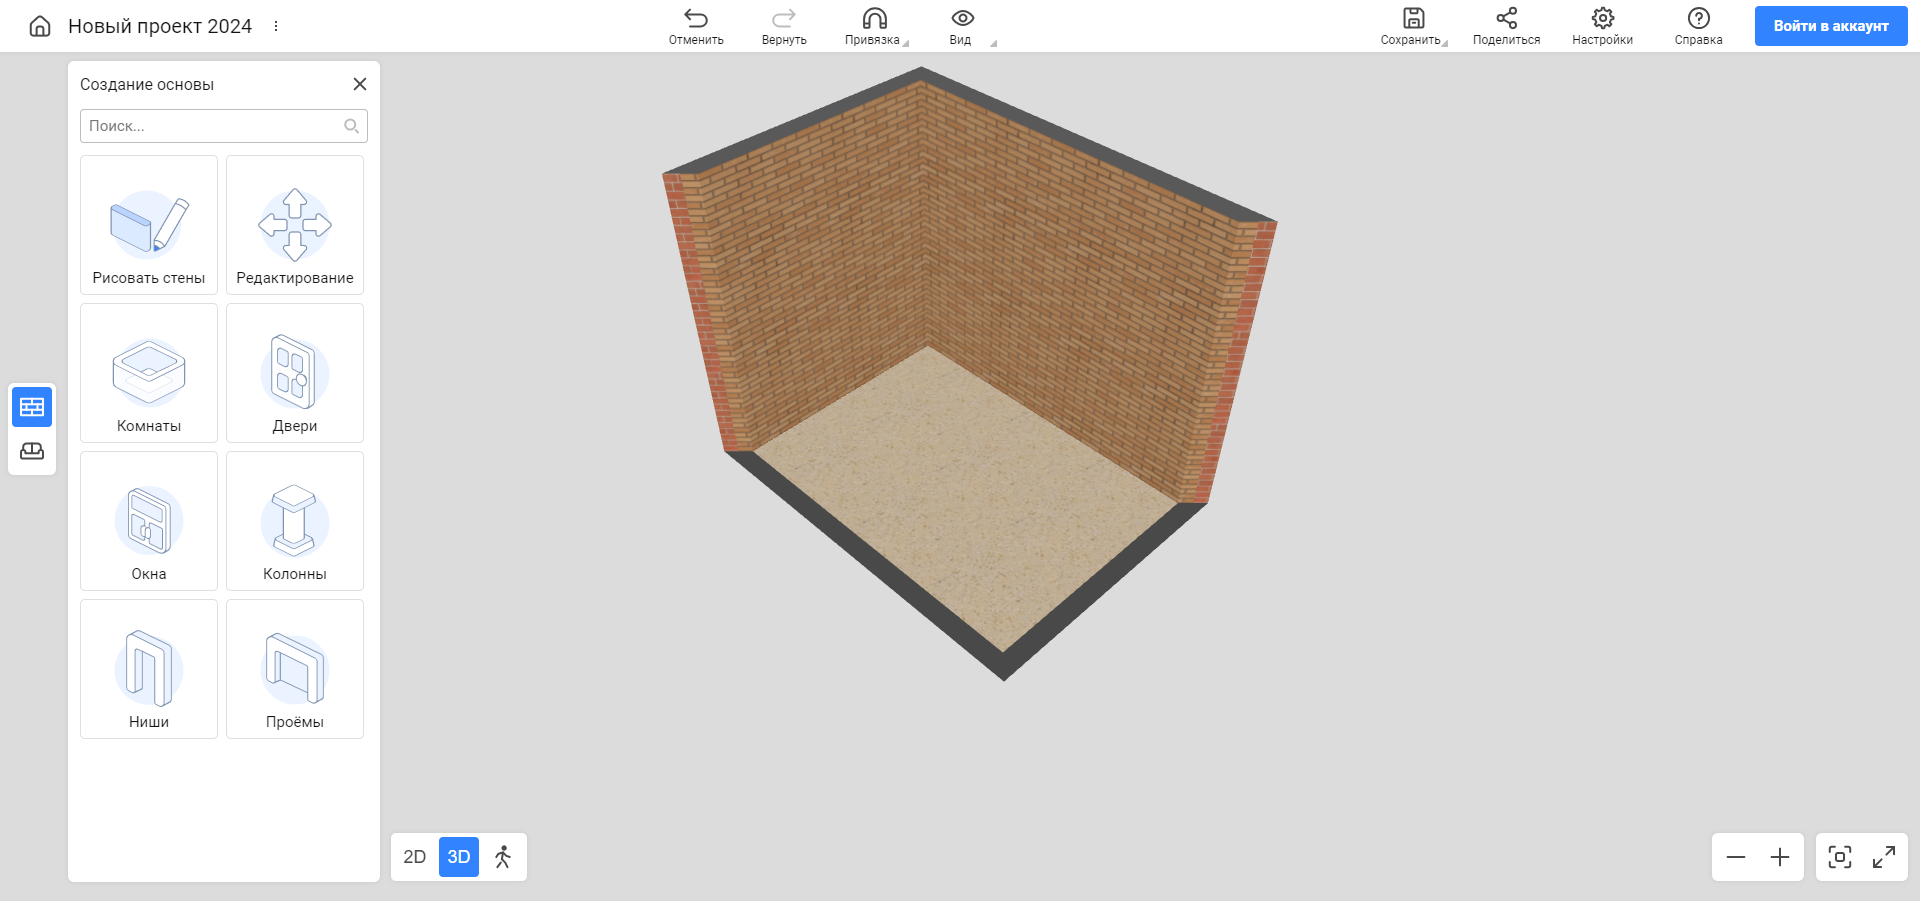 Новый проект 2024
Отменить
Вернуть
Привязка
Вид
Сохранить
Поделиться
Настройки
Справка
Войти в аккаунт
Создание основы
Поиск...
Рисовать стены
Редактирование
Комнаты
Двери
Окна
Колонны
Ниши
Проёмы
2D
3D